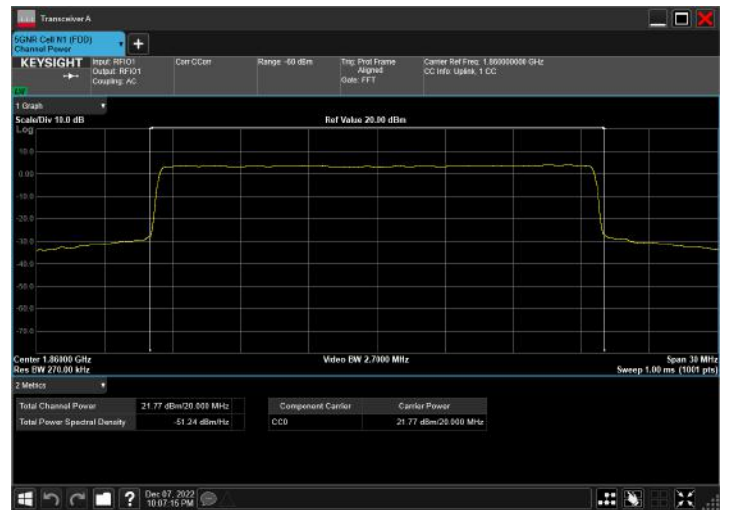 Transceiver A
5GNR Cell N1 (FDD)
Channel Power
KEYSIGHT
Input: RFIO1
Output: RFIO1
Coupling: AC
Corr CCorr
Range: -60 dBm
Trig: Prot Frame
Aligned
Gate: FFT
Carrier Ref Freq: 1.860000000 GHz
CC Info: Uplink, 1 CC
1 Graph
Scale/Div 10.0 dB
Ref Value 20.00 dBm
Log
10.0
0.00
-10.0
-20.0
-30.0
-40.0
-50.0
-60.0
-70.0
Center 1.86000 GHz
Video BW 2.7000 MHz
Span 30 MHz
Res BW 270.00 kHz
Sweep 1.00 ms (1001 pts)
2 Metrics
Total Channel Power 21.77 dBm/20.000 MHz
Total Power Spectral Density -51.24 dBm/Hz
Component Carrier Carrier Power
CC0 21.77 dBm/20.000 MHz
? Dec 07, 2022
10:07:16 PM